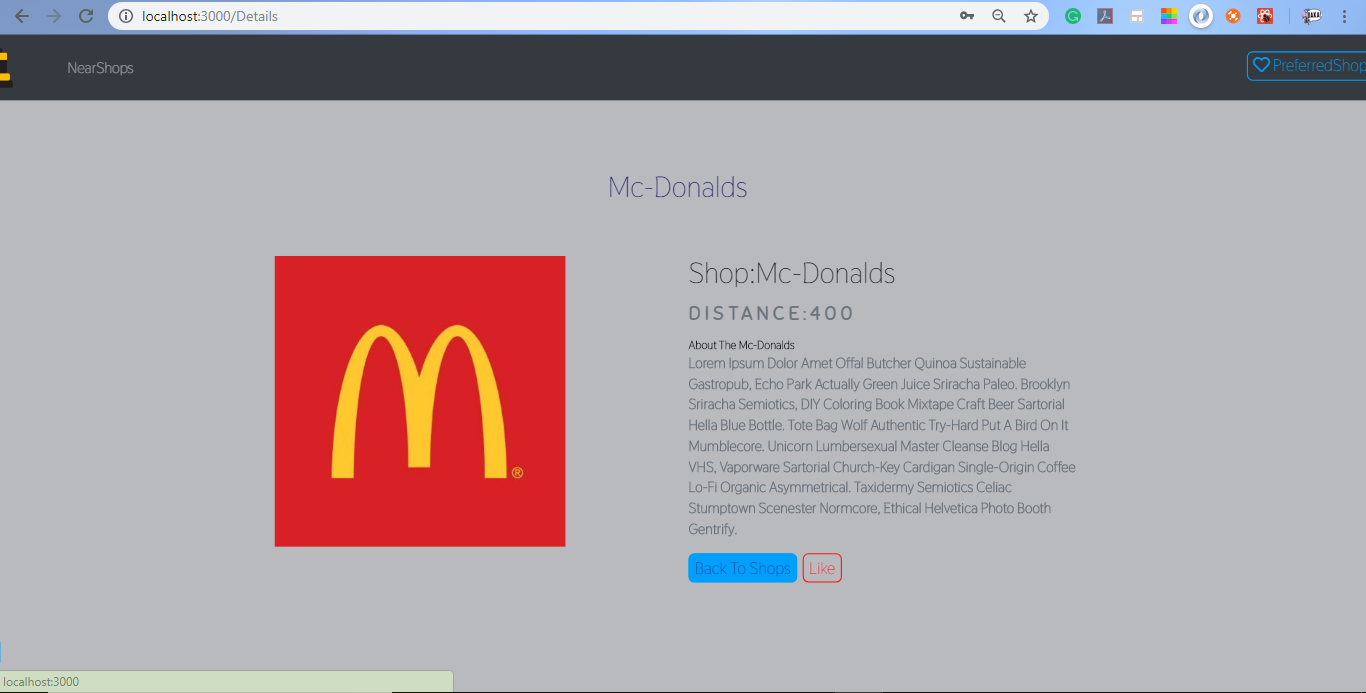 localhost:3000/Details
NearShops
PreferredShop
Mc-Donalds
Shop:Mc-Donalds
DISTANCE:400
About The Mc-Donalds
Lorem Ipsum Dolor Amet Offal Butcher Quinoa Sustainable
Gastropub, Echo Park Actually Green Juice Sriracha Paleo. Brooklyn
Sriracha Semiotics, DIY Coloring Book Mixtape Craft Beer Sartorial
Hella Blue Bottle. Tote Bag Wolf Authentic Try-Hard Put A Bird On It
Mumblecore. Unicorn Lumbersexual Master Cleanse Blog Hella
VHS, Vaporware Sartorial Church-Key Cardigan Single-Origin Coffee
Lo-Fi Organic Asymmetrical. Taxidermy Semiotics Celiac
Stumptown Scenester Normcore, Ethical Helvetica Photo Booth
Gentrify.
M®
Back To Shops Like
localhost:3000